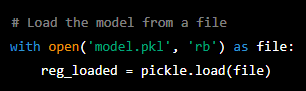 # Load the model from a file
with open('model.pkl', 'rb') as file:
    reg_loaded = pickle.load(file)